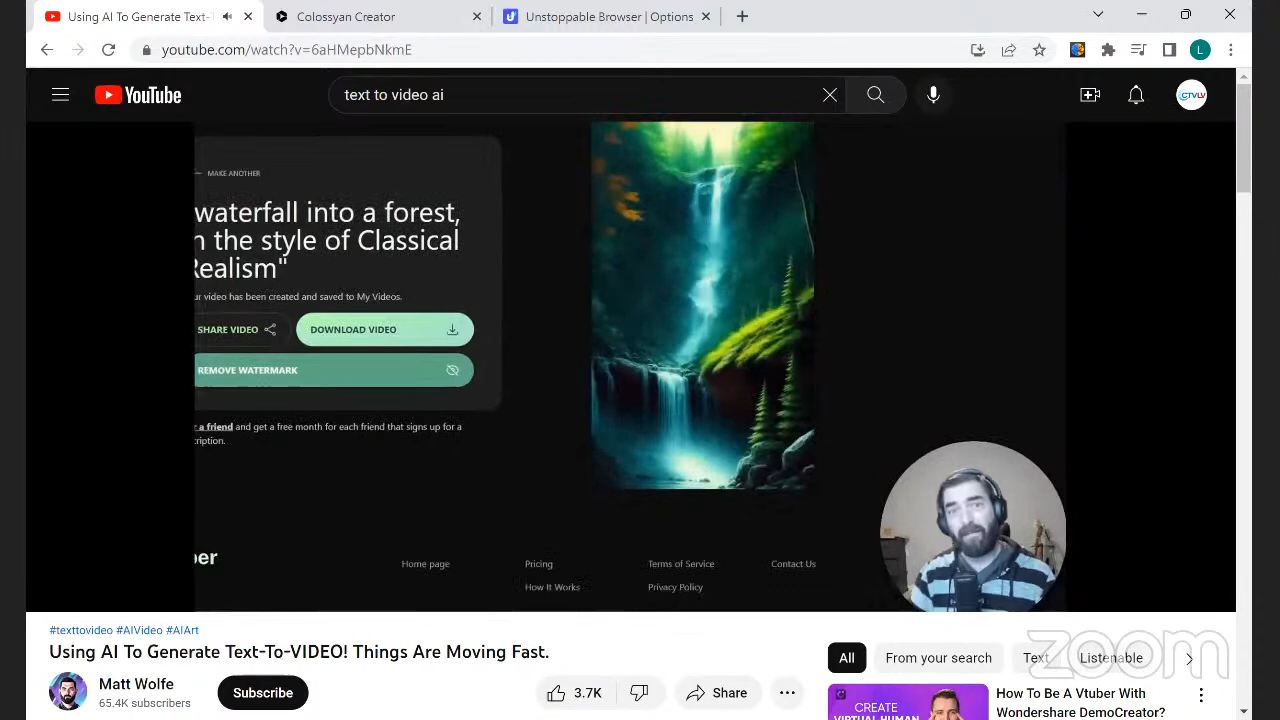 Using AI To Generate Text-T
Colossyan Creator
Unstoppable Browser | Options
youtube.com/watch?v=6aHMepbNkmE
L
YouTube
text to video ai
CTVLV
MAKE ANOTHER
waterfall into a forest,
n the style of Classical
Realism"
ur video has been created and saved to My Videos.
SHARE VIDEO
DOWNLOAD VIDEO
REMOVE WATERMARK
r a friend and get a free month for each friend that signs up for a
cription.
ber
Home page
Pricing
Terms of Service
Contact Us
How It Works
Privacy Policy
#texttovideo #AIVideo #AIArt
Using AI To Generate Text-To-VIDEO! Things Are Moving Fast.
All
From your search
Text
Listenable
zoom
Matt Wolfe
65.4K subscribers
Subscribe
3.7K
Share
CREATE
VIRTUAL HUMAN
How To Be A Vtuber With
Wondershare DemoCreator?